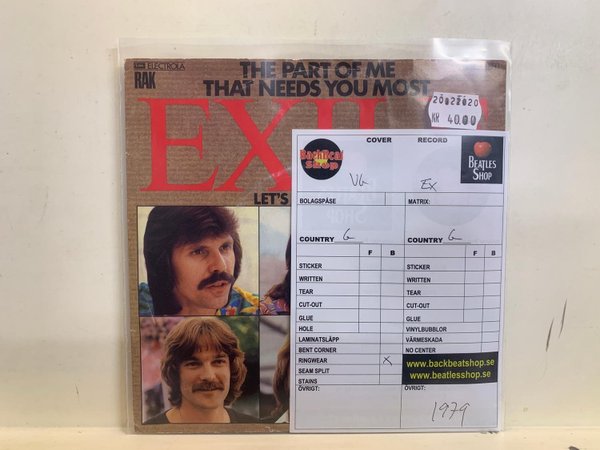 EMI ELECTROLA
RAK
THE PART OF ME
THAT NEEDS YOU MOST
EXIL
LET'S
20022020
KR 40.00
COVER RECORD
BackBeat
Shop
BEATLES
SHOP
VG EX
BOLAGSPÅSE MATRIX:
COUNTRY G COUNTRY G
F B F B
STICKER STICKER
WRITTEN WRITTEN
TEAR TEAR
CUT-OUT CUT-OUT
GLUE GLUE
HOLE VINYLBUBBLOR
LAMINATSLÄPP VÄRMESKADA
BENT CORNER NO CENTER
RINGWEAR X
SEAM SPLIT
STAINS
www.backbeatshop.se
www.beatlesshop.se
ÖVRIGT: ÖVRIGT:
1979